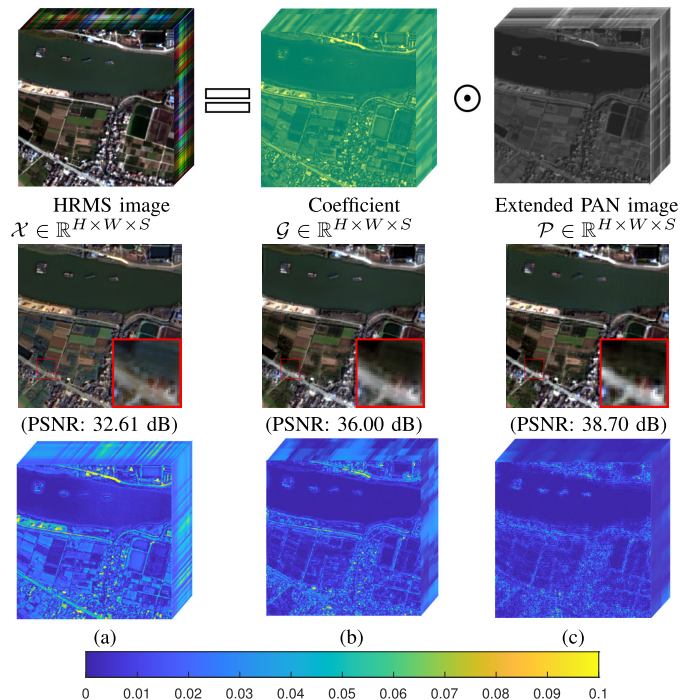 HRMS image Coefficient Extended PAN image
𝒳 ∈ ℝ^{H×W×S} 𝒢 ∈ ℝ^{H×W×S} 𝒫 ∈ ℝ^{H×W×S}
(PSNR: 32.61 dB) (PSNR: 36.00 dB) (PSNR: 38.70 dB)
(a) (b) (c)
0 0.01 0.02 0.03 0.04 0.05 0.06 0.07 0.08 0.09 0.1